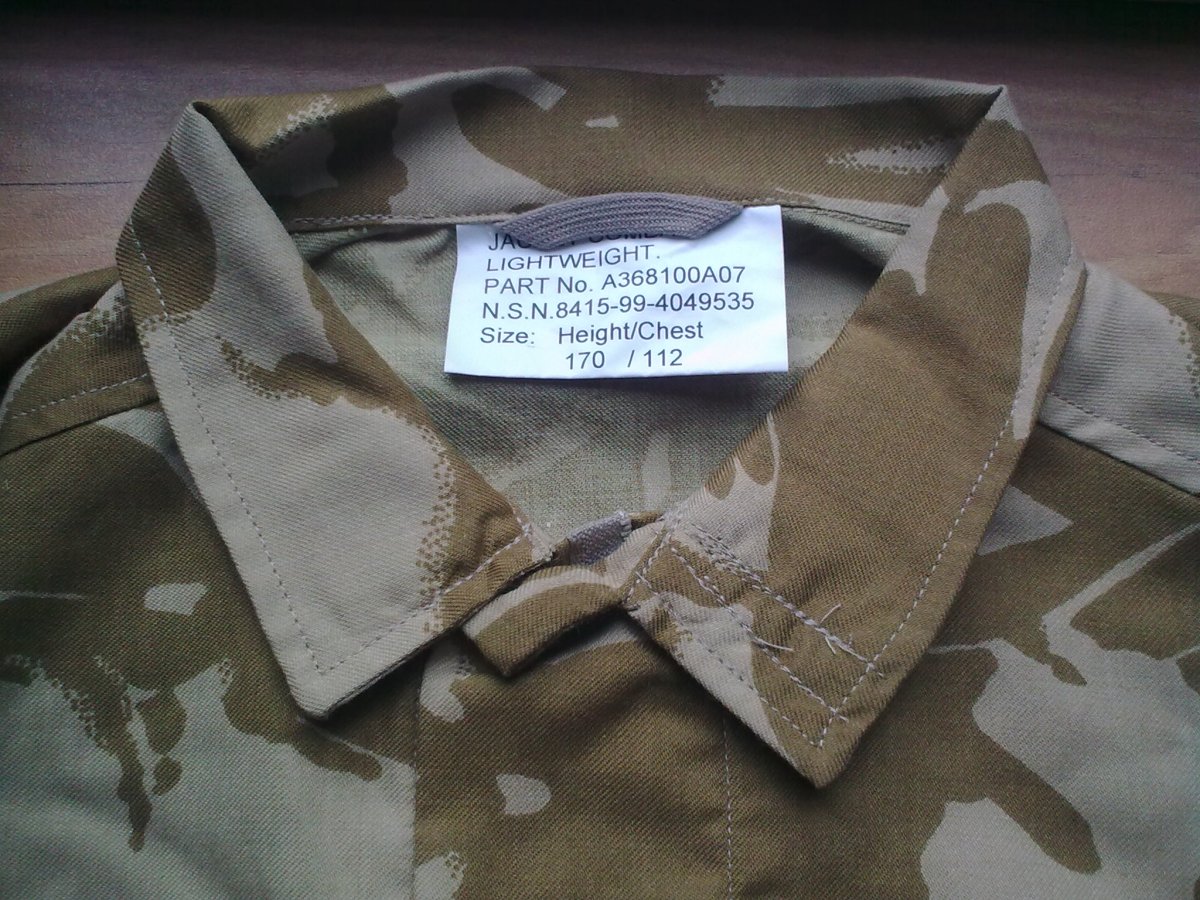 LIGHTWEIGHT.
PART No. A368100A07
N.S.N.8415-99-4049535
Size: Height/Chest
170 / 112